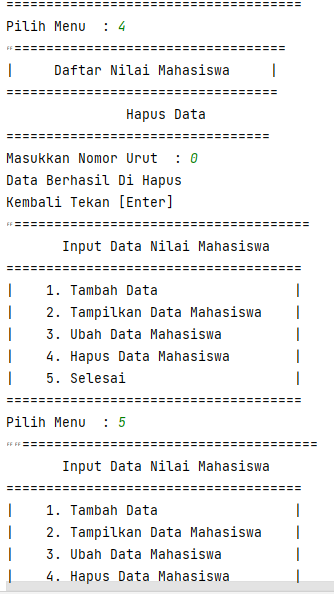 =====================================
Pilih Menu  : 4
==================================
|     Daftar Nilai Mahasiswa     |
==================================
               Hapus Data
=================================
Masukkan Nomor Urut  : 0
Data Berhasil Di Hapus
Kembali Tekan [Enter]
=====================================
       Input Data Nilai Mahasiswa
=====================================
|    1. Tambah Data                 |
|    2. Tampilkan Data Mahasiswa    |
|    3. Ubah Data Mahasiswa         |
|    4. Hapus Data Mahasiswa        |
|    5. Selesai                     |
=====================================
Pilih Menu  : 5
=====================================
       Input Data Nilai Mahasiswa
=====================================
|    1. Tambah Data                 |
|    2. Tampilkan Data Mahasiswa    |
|    3. Ubah Data Mahasiswa         |
|    4. Hapus Data Mahasiswa        |